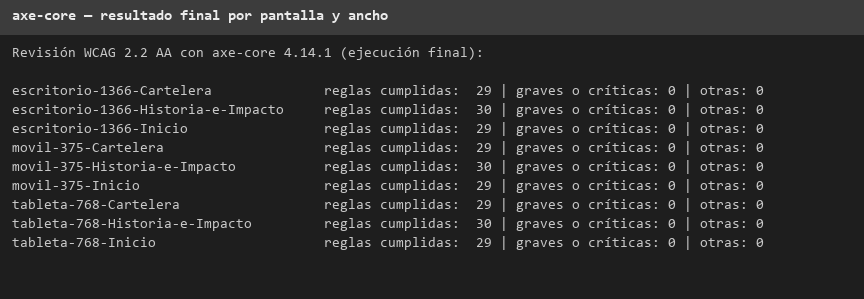 axe-core — resultado final por pantalla y ancho
Revisión WCAG 2.2 AA con axe-core 4.14.1 (ejecución final):
escritorio-1366-Cartelera reglas cumplidas: 29 | graves o críticas: 0 | otras: 0
escritorio-1366-Historia-e-Impacto reglas cumplidas: 30 | graves o críticas: 0 | otras: 0
escritorio-1366-Inicio reglas cumplidas: 29 | graves o críticas: 0 | otras: 0
movil-375-Cartelera reglas cumplidas: 29 | graves o críticas: 0 | otras: 0
movil-375-Historia-e-Impacto reglas cumplidas: 30 | graves o críticas: 0 | otras: 0
movil-375-Inicio reglas cumplidas: 29 | graves o críticas: 0 | otras: 0
tableta-768-Cartelera reglas cumplidas: 29 | graves o críticas: 0 | otras: 0
tableta-768-Historia-e-Impacto reglas cumplidas: 30 | graves o críticas: 0 | otras: 0
tableta-768-Inicio reglas cumplidas: 29 | graves o críticas: 0 | otras: 0